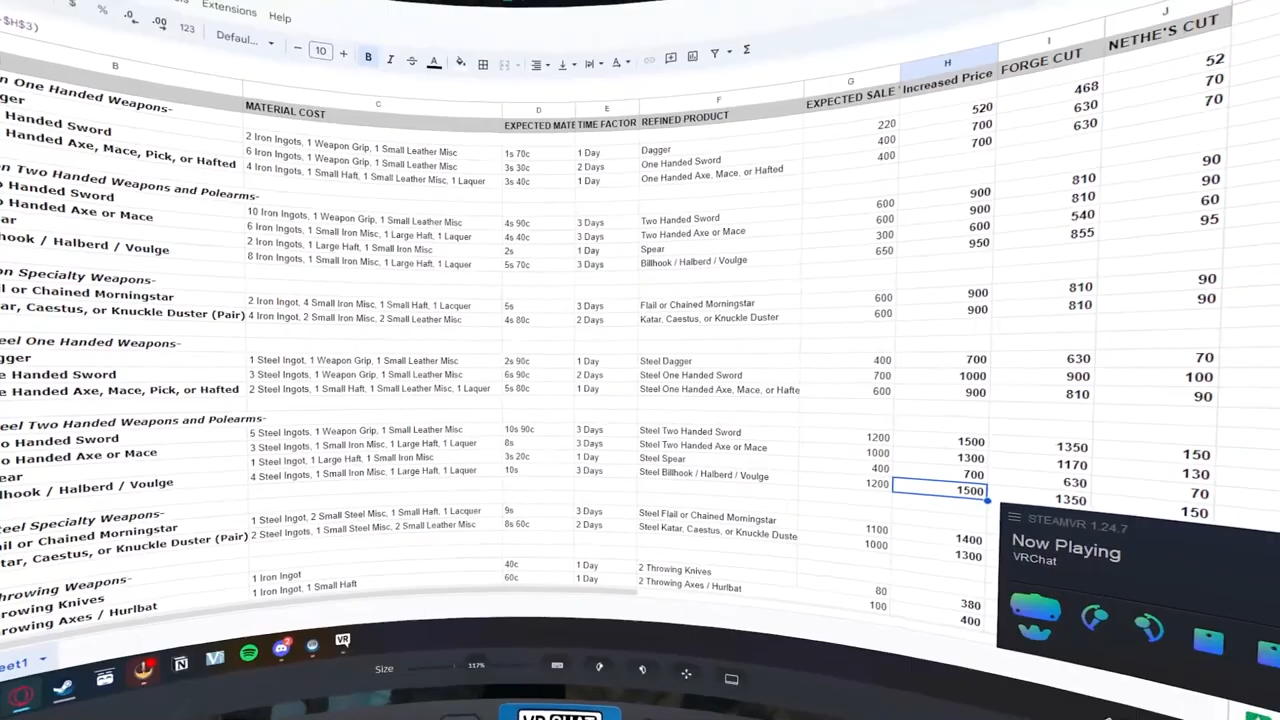 Extensions Help
$ % .0 .00 123 Defaul... − 10 + B I A Σ
$H$3)
B C D E F G H I J
MATERIAL COST EXPECTED MATE TIME FACTOR REFINED PRODUCT EXPECTED SALE Increased Price FORGE CUT NETHE'S CUT
n One Handed Weapons-
gger 2 Iron Ingots, 1 Weapon Grip, 1 Small Leather Misc 1s 70c 1 Day Dagger 220 520 468 52
Handed Sword 6 Iron Ingots, 1 Weapon Grip, 1 Small Leather Misc 3s 30c 2 Days One Handed Sword 400 700 630 70
Handed Axe, Mace, Pick, or Hafted 4 Iron Ingots, 1 Small Haft, 1 Small Leather Misc, 1 Laquer 3s 40c 1 Day One Handed Axe, Mace, or Hafted 400 700 630 70
n Two Handed Weapons and Polearms-
o Handed Sword 10 Iron Ingots, 1 Weapon Grip, 1 Small Leather Misc 4s 90c 3 Days Two Handed Sword 600 900 810 90
o Handed Axe or Mace 6 Iron Ingots, 1 Small Iron Misc, 1 Large Haft, 1 Laquer 4s 40c 3 Days Two Handed Axe or Mace 600 900 810 90
ar 2 Iron Ingots, 1 Large Haft, 1 Small Iron Misc 2s 1 Day Spear 300 600 540 60
hook / Halberd / Voulge 8 Iron Ingots, 1 Small Iron Misc, 1 Large Haft, 1 Laquer 5s 70c 3 Days Billhook / Halberd / Voulge 650 950 855 95
on Specialty Weapons-
il or Chained Morningstar 2 Iron Ingot, 4 Small Iron Misc, 1 Small Haft, 1 Lacquer 5s 3 Days Flail or Chained Morningstar 600 900 810 90
ar, Caestus, or Knuckle Duster (Pair) 4 Iron Ingot, 2 Small Iron Misc, 2 Small Leather Misc 4s 80c 2 Days Katar, Caestus, or Knuckle Duster 600 900 810 90
eel One Handed Weapons-
gger 1 Steel Ingot, 1 Weapon Grip, 1 Small Leather Misc 2s 90c 1 Day Steel Dagger 400 700 630 70
e Handed Sword 3 Steel Ingots, 1 Weapon Grip, 1 Small Leather Misc 6s 90c 2 Days Steel One Handed Sword 700 1000 900 100
e Handed Axe, Mace, Pick, or Hafted 2 Steel Ingots, 1 Small Haft, 1 Small Leather Misc, 1 Laquer 5s 80c 1 Day Steel One Handed Axe, Mace, or Hafte 600 900 810 90
eel Two Handed Weapons and Polearms-
o Handed Sword 5 Steel Ingots, 1 Weapon Grip, 1 Small Leather Misc 10s 90c 3 Days Steel Two Handed Sword 1200 1500 1350 150
o Handed Axe or Mace 3 Steel Ingots, 1 Small Iron Misc, 1 Large Haft, 1 Laquer 8s 3 Days Steel Two Handed Axe or Mace 1000 1300 1170 130
ear 1 Steel Ingot, 1 Large Haft, 1 Small Iron Misc 3s 20c 1 Day Steel Spear 400 700 630 70
lhook / Halberd / Voulge 4 Steel Ingots, 1 Small Iron Misc, 1 Large Haft, 1 Laquer 10s 3 Days Steel Billhook / Halberd / Voulge 1200 1500 1350 150
teel Specialty Weapons-
ail or Chained Morningstar 1 Steel Ingot, 2 Small Steel Misc, 1 Small Haft, 1 Laquer 9s 3 Days Steel Flail or Chained Morningstar 1100 1400
tar, Caestus, or Knuckle Duster (Pair) 2 Steel Ingots, 1 Small Steel Misc, 2 Small Leather Misc 8s 60c 2 Days Steel Katar, Caestus, or Knuckle Duste 1000 1300
hrowing Weapons-
rowing Knives 1 Iron Ingot 40c 1 Day 2 Throwing Knives 80 380
rowing Axes / Hurlbat 1 Iron Ingot, 1 Small Haft 60c 1 Day 2 Throwing Axes / Hurlbat 100 400
STEAMVR 1.24.7
Now Playing
VRChat
eet1
2
VR
Size 117%
VRCHAT